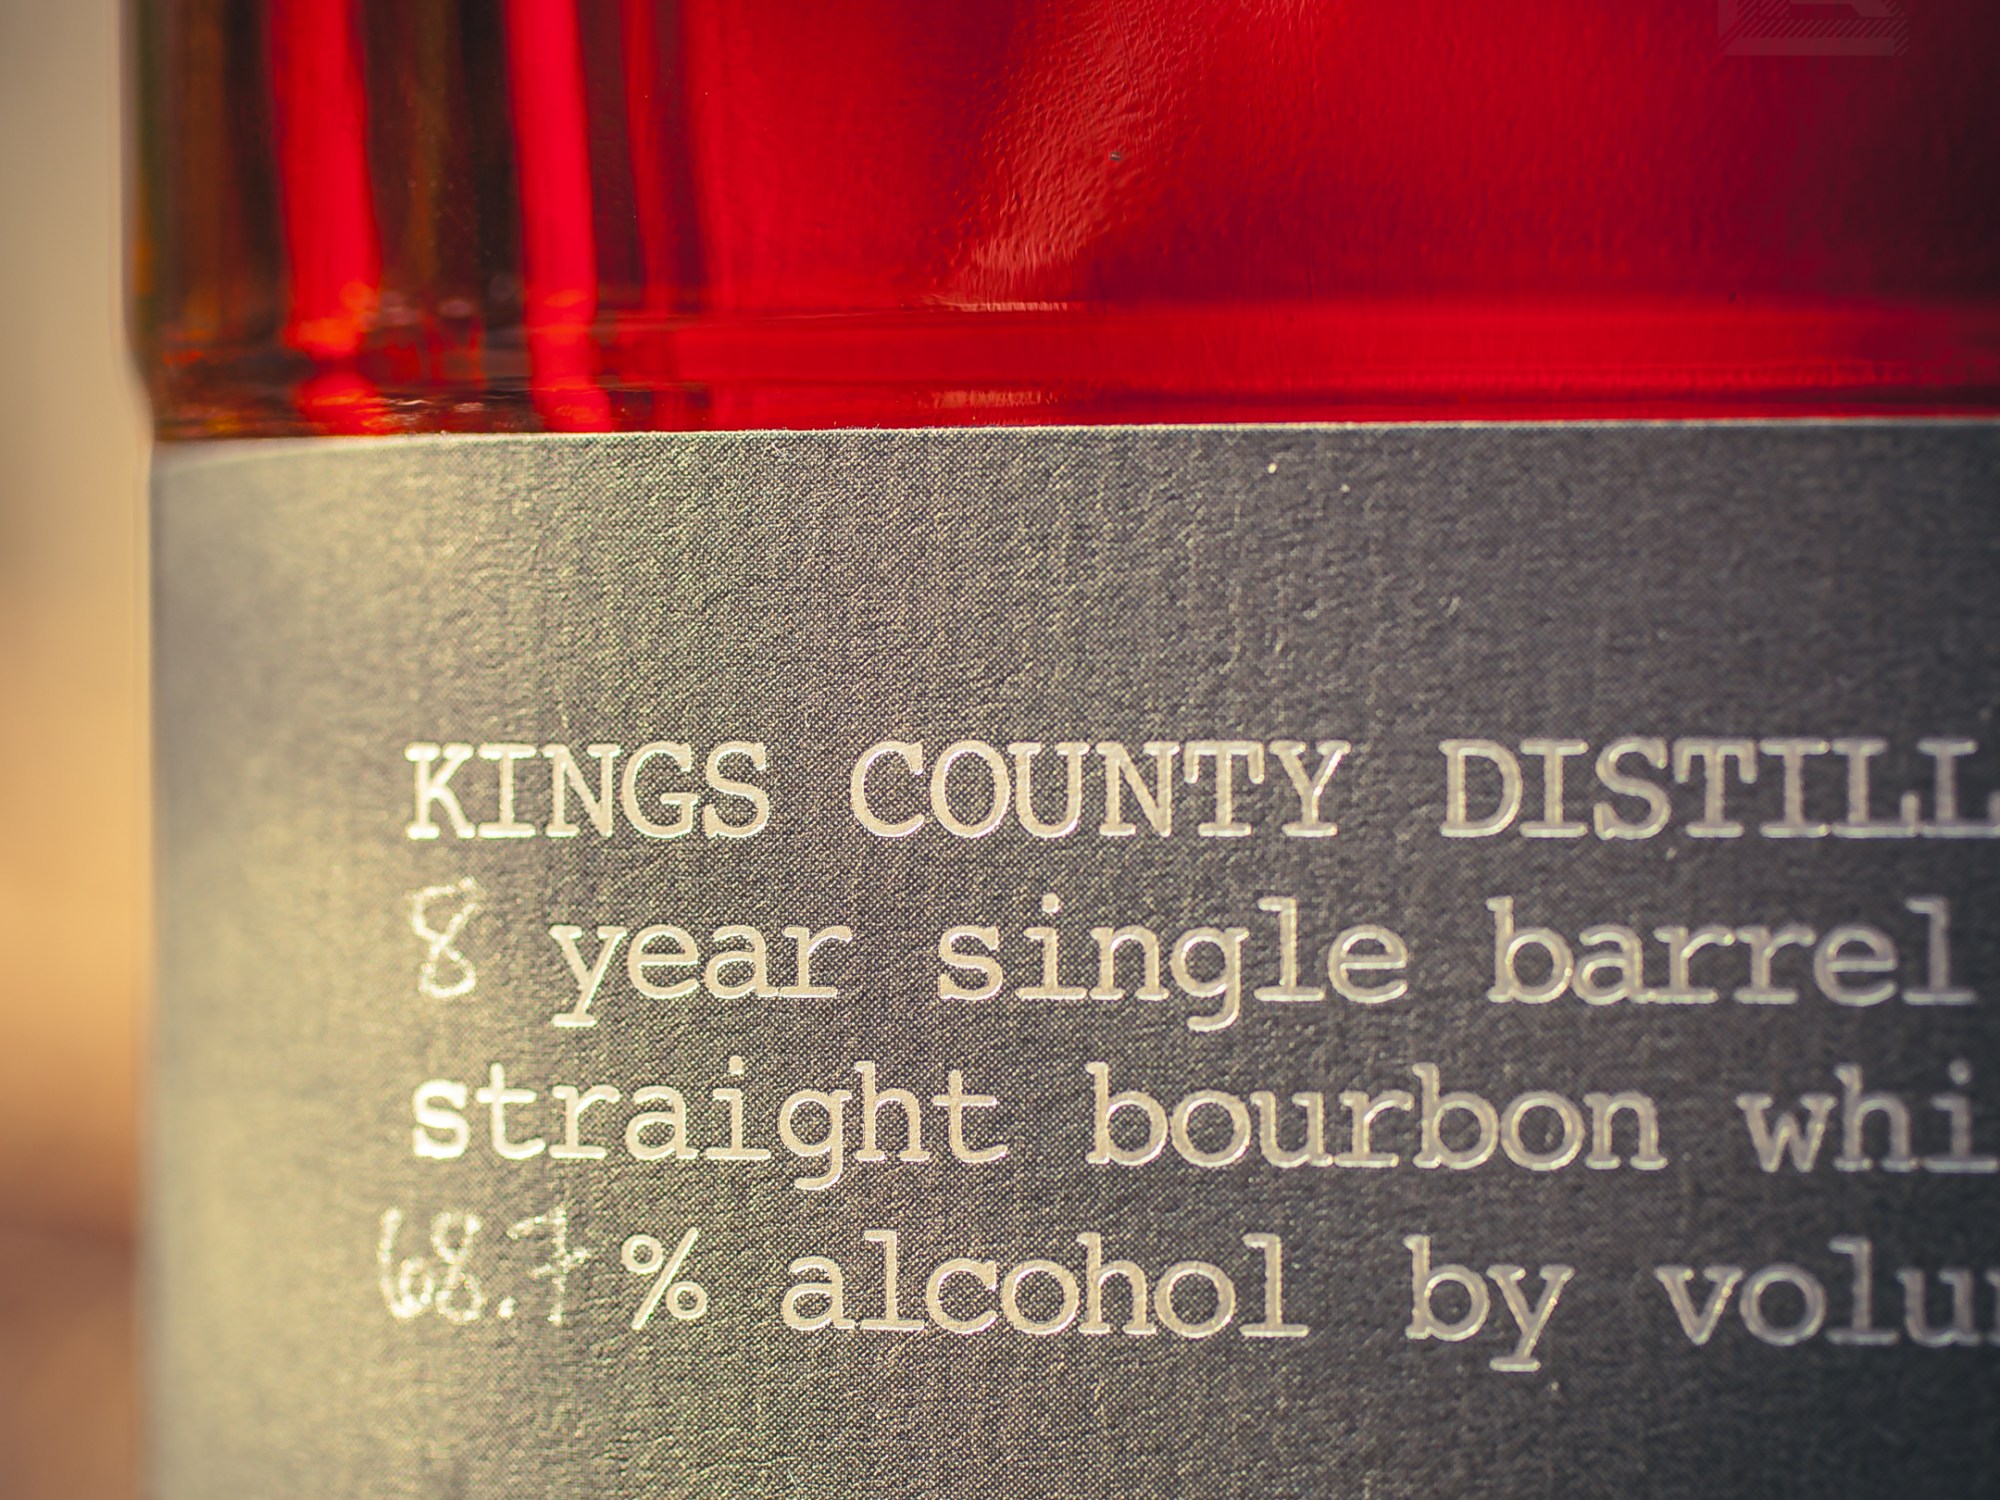 KINGS COUNTY DISTILL
8 year single barrel
straight bourbon whi
68.7 % alcohol by volu